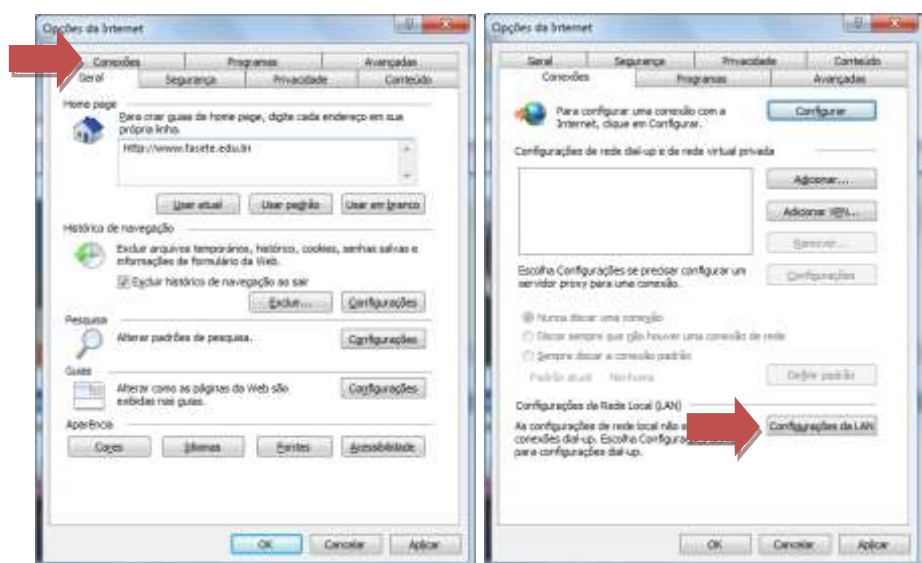 Opções da Internet
Conexões Programas Avançadas
Geral Segurança Privacidade Conteúdo
Home page
Para criar guias de home page, digite cada endereço em sua
própria linha.
http://www.fasete.edu.br
Usar atual Usar padrão Usar em branco
Histórico de navegação
Excluir arquivos temporários, histórico, cookies, senhas salvas e
informações de formulário da Web.
Excluir histórico de navegação ao sair
Excluir... Configurações
Pesquisa
Alterar padrões de pesquisa. Configurações
Guias
Alterar como as páginas da Web são
exibidas nas guias. Configurações
Aparência
Cores Idiomas Fontes Acessibilidade
OK Cancelar Aplicar
Opções da Internet
Geral Segurança Privacidade Conteúdo
Conexões Programas Avançadas
Para configurar uma conexão com a
Internet, clique em Configurar. Configurar
Configurações de rede dial-up e de rede virtual privada
Adicionar...
Adicionar VPN...
Remover...
Escolha Configurações se precisar configurar um
servidor proxy para uma conexão. Configurações
Nunca discar uma conexão
Discar sempre que não houver uma conexão de rede
Sempre discar a conexão padrão
Padrão atual Nenhuma Definir padrão
Configurações da Rede Local (LAN)
As configurações de rede local não
conexões dial-up. Escolha
para configurações dial-up.
Configurações da LAN
OK Cancelar Aplicar